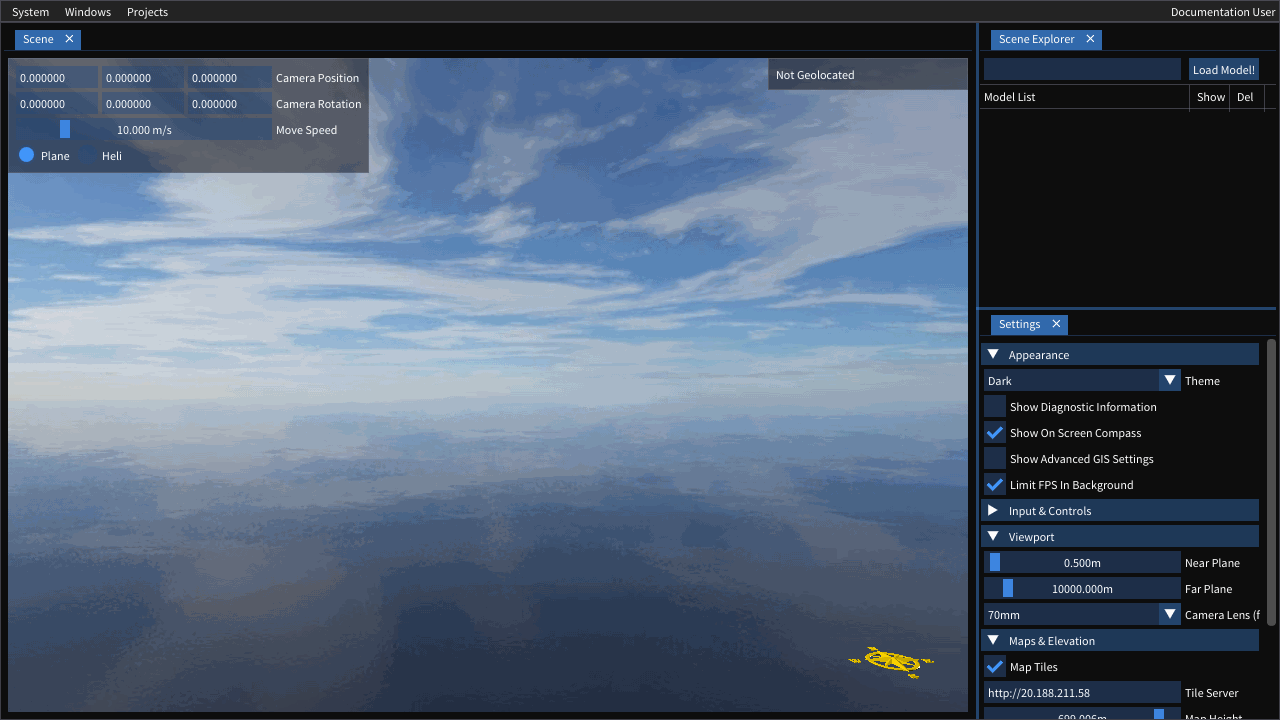 System Windows Projects Documentation User
Scene
0.000000 0.000000 0.000000 Camera Position
0.000000 0.000000 0.000000 Camera Rotation
10.000 m/s Move Speed
Plane Heli
Not Geolocated
Scene Explorer
Load Model!
Model List Show Del
Settings
Appearance
Dark Theme
Show Diagnostic Information
Show On Screen Compass
Show Advanced GIS Settings
Limit FPS In Background
Input & Controls
Viewport
0.500m Near Plane
10000.000m Far Plane
70mm Camera Lens (f
Maps & Elevation
Map Tiles
http://20.188.211.58 Tile Server
699.006m Map Height